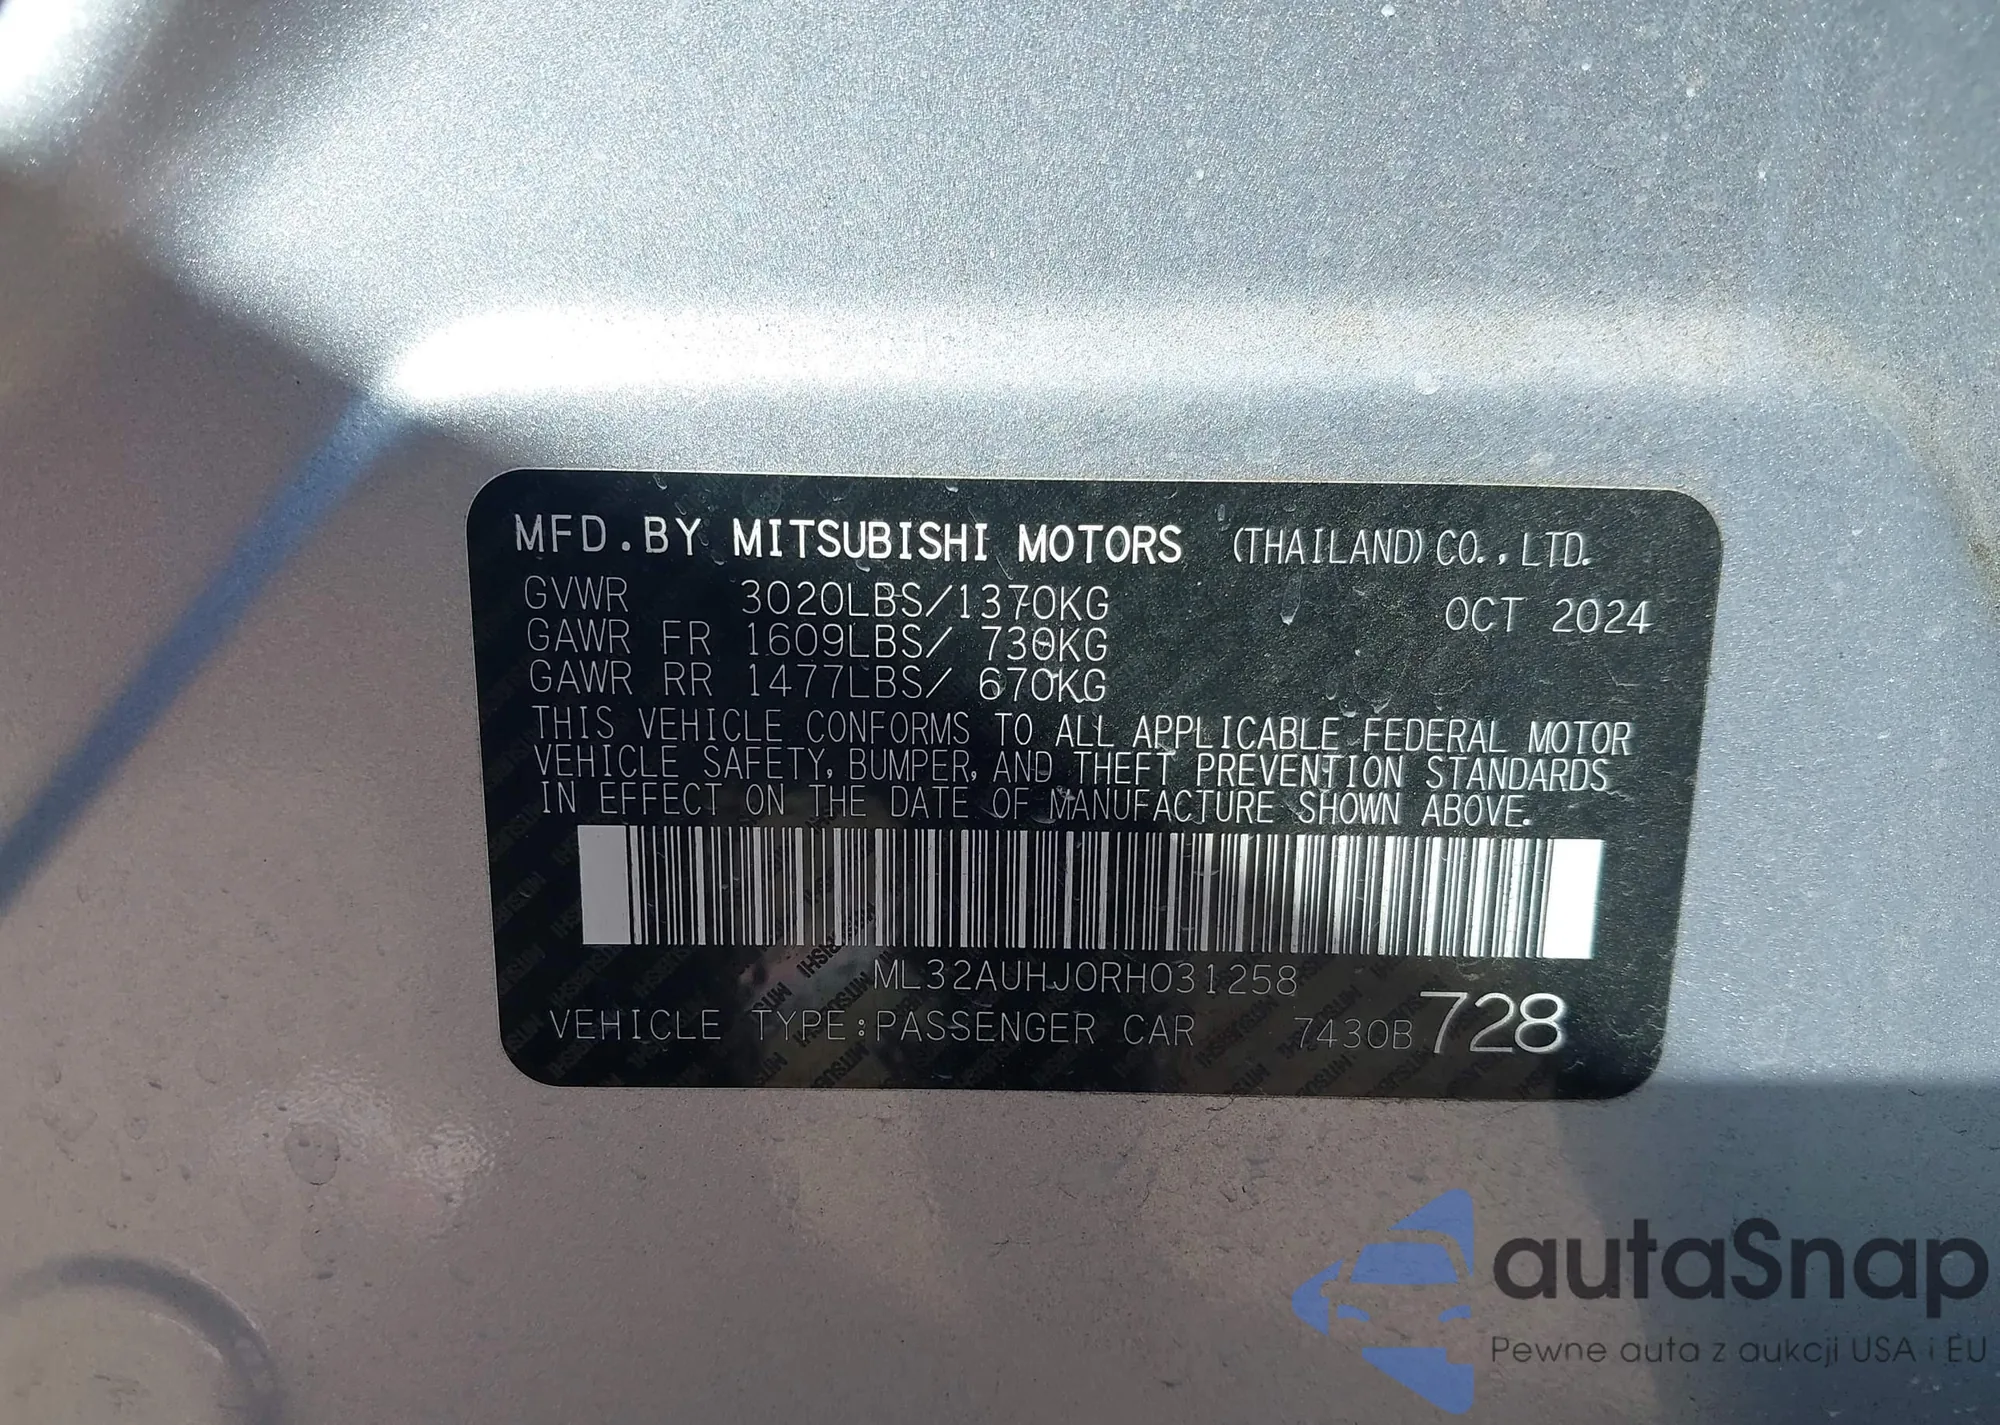 MFD.BY MITSUBISHI MOTORS (THAILAND) CO.,LTD.
GVWR 3020LBS/1370KG OCT 2024
GAWR FR 1609LBS/ 730KG
GAWR RR 1477LBS/ 670KG
THIS VEHICLE CONFORMS TO ALL APPLICABLE FEDERAL MOTOR
VEHICLE SAFETY, BUMPER, AND THEFT PREVENTION STANDARDS
IN EFFECT ON THE DATE OF MANUFACTURE SHOWN ABOVE.
ML32AUHJ0RH031258
VEHICLE TYPE:PASSENGER CAR 7430B 728
autaSnap
Pewne auta z aukcji USA i EU